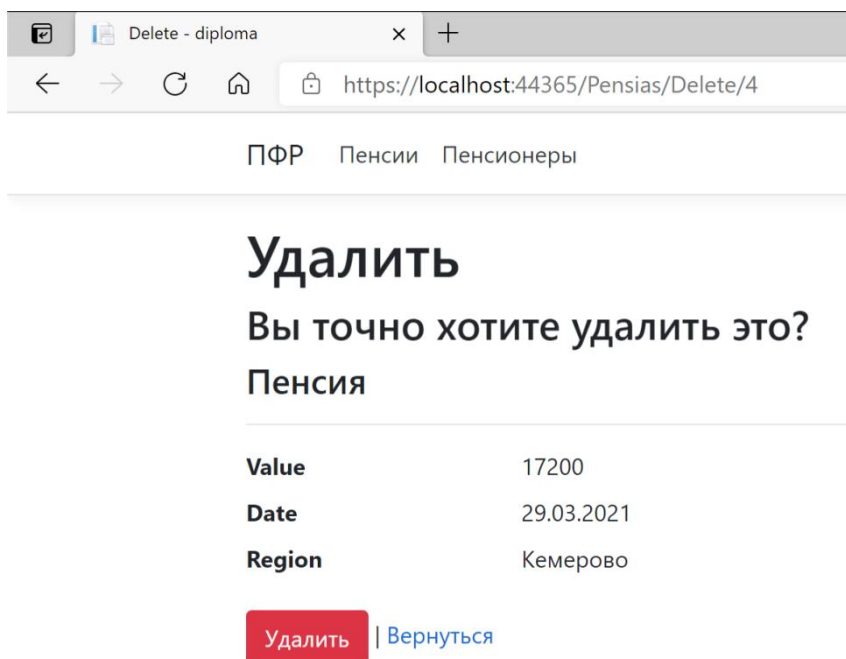 Delete - diploma
https://localhost:44365/Pensias/Delete/4
ПФР Пенсии Пенсионеры
Удалить
Вы точно хотите удалить это?
Пенсия
Value 17200
Date 29.03.2021
Region Кемерово
Удалить | Вернуться